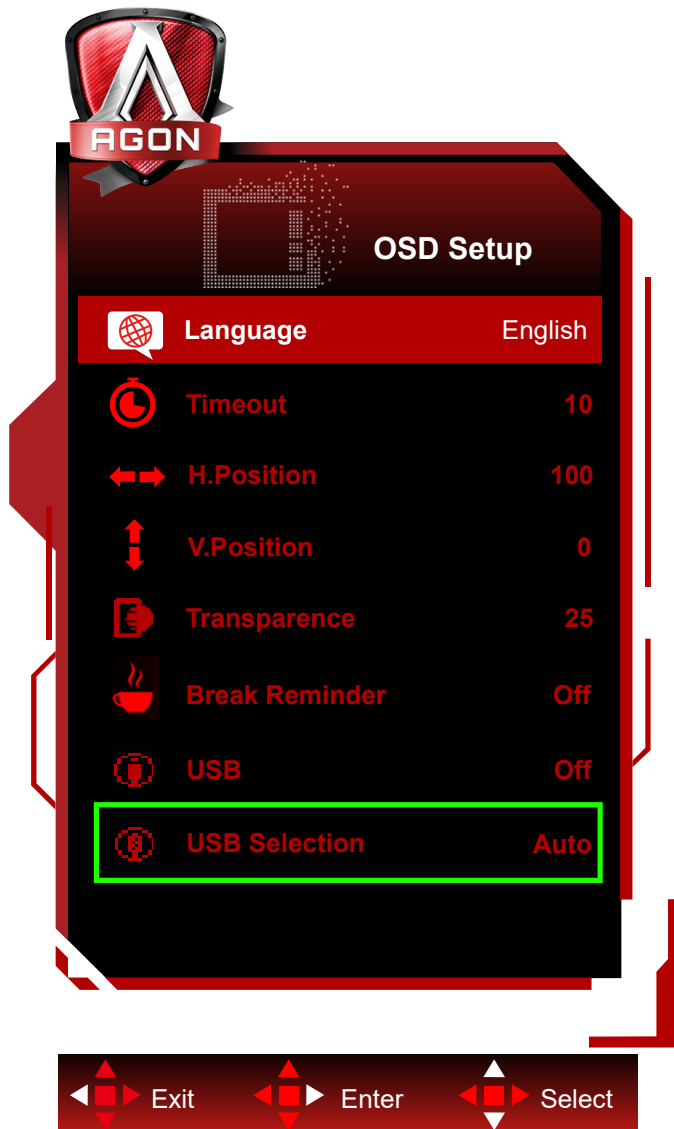 AGON
OSD Setup
Language English
Timeout 10
H.Position 100
V.Position 0
Transparence 25
Break Reminder Off
USB Off
USB Selection Auto
Exit Enter Select